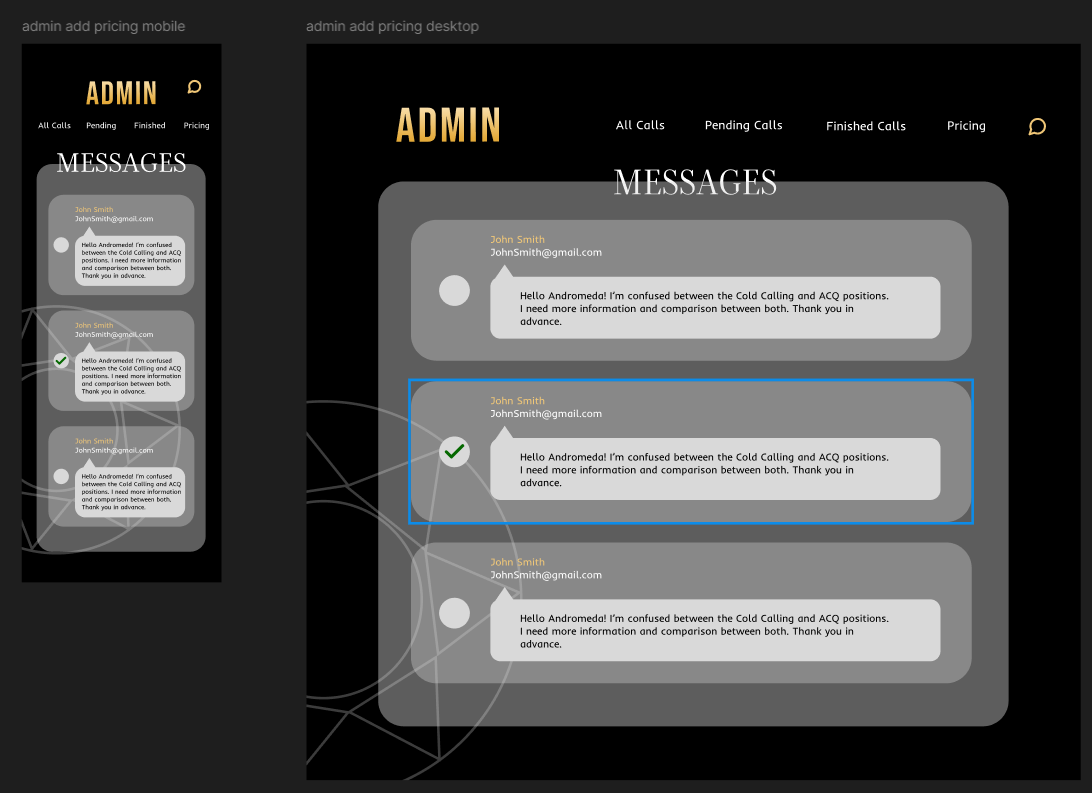 admin add pricing mobile
ADMIN
All Calls Pending Finished Pricing
MESSAGES
John Smith
JohnSmith@gmail.com
Hello Andromeda! I'm confused
between the Cold Calling and ACQ
positions. I need more information
and comparison between both.
Thank you in advance.
John Smith
JohnSmith@gmail.com
Hello Andromeda! I'm confused
between the Cold Calling and ACQ
positions. I need more information
and comparison between both.
Thank you in advance.
John Smith
JohnSmith@gmail.com
Hello Andromeda! I'm confused
between the Cold Calling and ACQ
positions. I need more information
and comparison between both.
Thank you in advance.
admin add pricing desktop
ADMIN
All Calls Pending Calls Finished Calls Pricing
MESSAGES
John Smith
JohnSmith@gmail.com
Hello Andromeda! I'm confused between the Cold Calling and ACQ positions.
I need more information and comparison between both. Thank you in
advance.
John Smith
JohnSmith@gmail.com
Hello Andromeda! I'm confused between the Cold Calling and ACQ positions.
I need more information and comparison between both. Thank you in
advance.
John Smith
JohnSmith@gmail.com
Hello Andromeda! I'm confused between the Cold Calling and ACQ positions.
I need more information and comparison between both. Thank you in
advance.